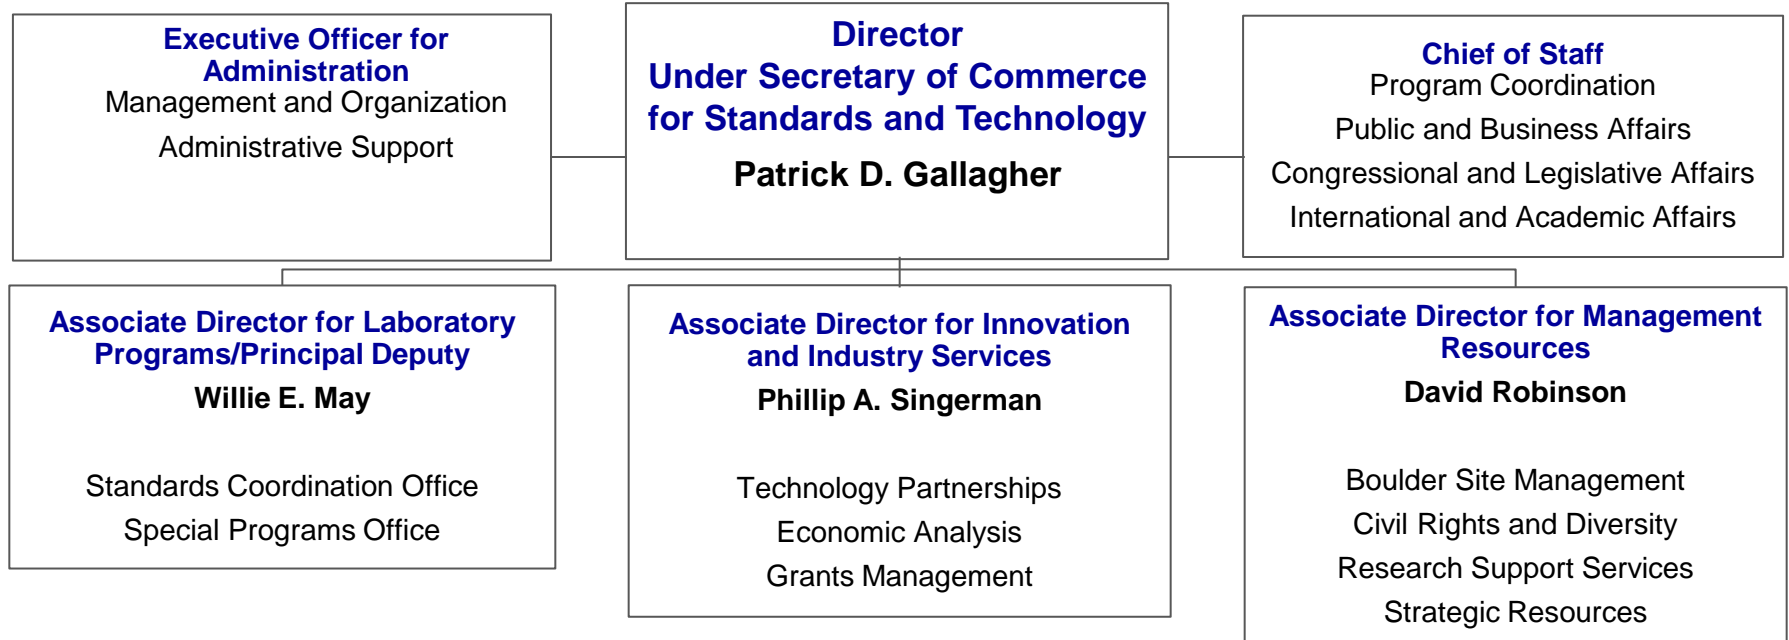 Executive Officer for
Administration
Management and Organization
Administrative Support
Director
Under Secretary of Commerce
for Standards and Technology
Patrick D. Gallagher
Chief of Staff
Program Coordination
Public and Business Affairs
Congressional and Legislative Affairs
International and Academic Affairs
Associate Director for Laboratory
Programs/Principal Deputy
Willie E. May
Standards Coordination Office
Special Programs Office
Associate Director for Innovation
and Industry Services
Phillip A. Singerman
Technology Partnerships
Economic Analysis
Grants Management
Associate Director for Management
Resources
David Robinson
Boulder Site Management
Civil Rights and Diversity
Research Support Services
Strategic Resources